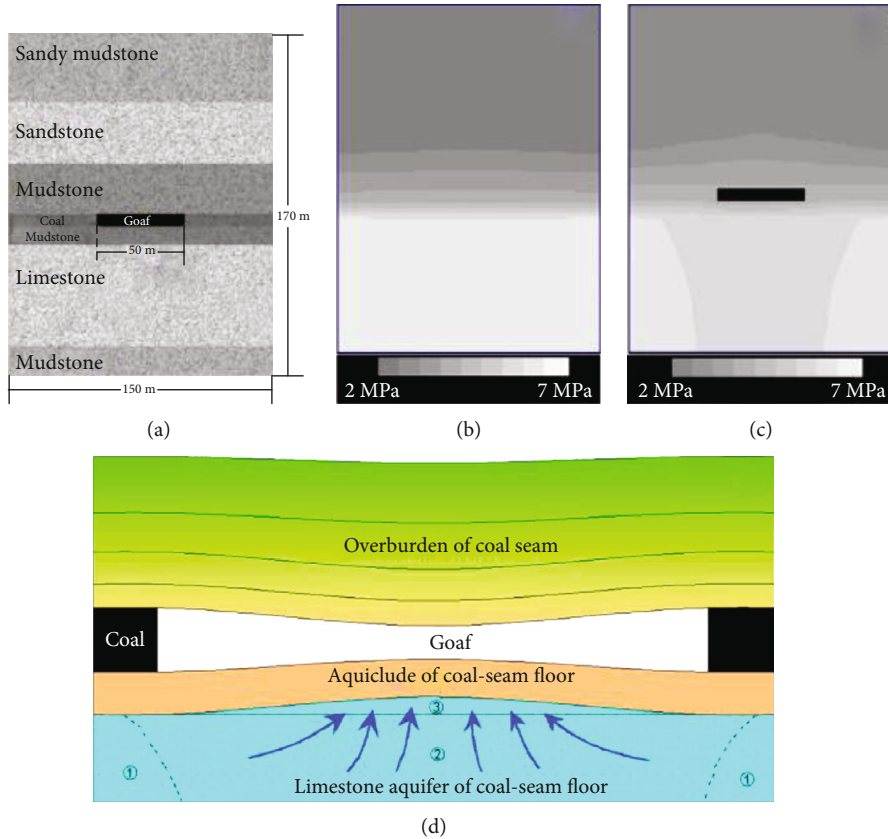 Sandy mudstone
Sandstone
Mudstone
Coal
Goaf
Mudstone
50 m
170 m
Limestone
Mudstone
150 m
(a)
2 MPa
7 MPa
(b)
2 MPa
7 MPa
(c)
Overburden of coal seam
Coal
Goaf
Aquiclude of coal-seam floor
③
①
②
①
Limestone aquifer of coal-seam floor
(d)